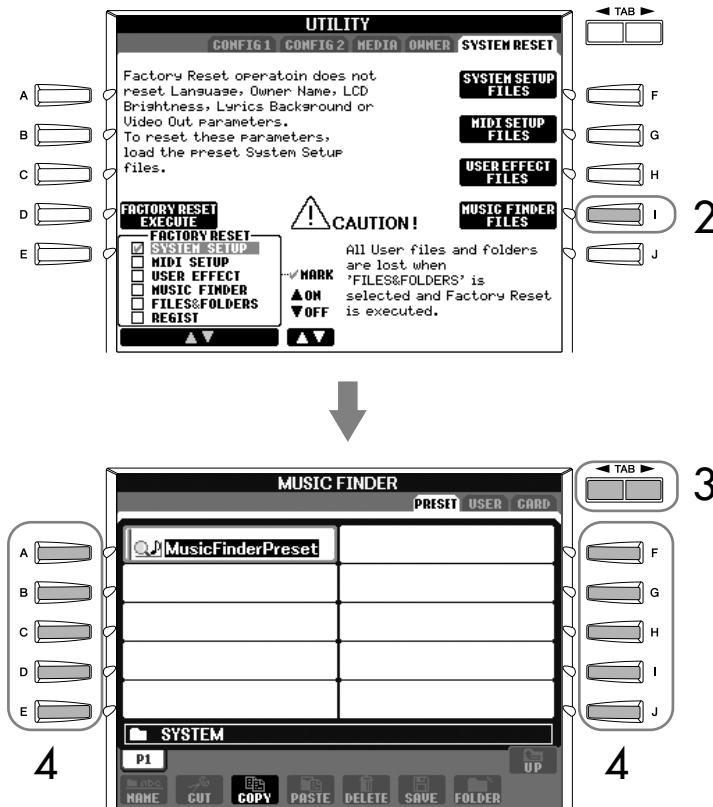 TAB
UTILITY
CONFIG 1 CONFIG 2 MEDIA OWNER SYSTEM RESET
Factory Reset operatoin does not
reset Language, Owner Name, LCD
Brightness, Lyrics Background or
Video Out parameters.
To reset these parameters,
load the preset System Setup
files.
SYSTEM SETUP
FILES
MIDI SETUP
FILES
USER EFFECT
FILES
MUSIC FINDER
FILES
A
B
C
D
E
F
G
H
I
J
2
FACTORY RESET
EXECUTE
FACTORY RESET
SYSTEM SETUP
MIDI SETUP
USER EFFECT
MUSIC FINDER
FILES&FOLDERS
REGIST
CAUTION!
MARK
▲ON
▼OFF
All User files and folders
are lost when
'FILES&FOLDERS' is
selected and Factory Reset
is executed.
TAB
3
MUSIC FINDER
PRESET USER CARD
MusicFinderPreset
A
B
C
D
E
F
G
H
I
J
4
4
SYSTEM
P1
UP
NAME CUT COPY PASTE DELETE SAVE FOLDER